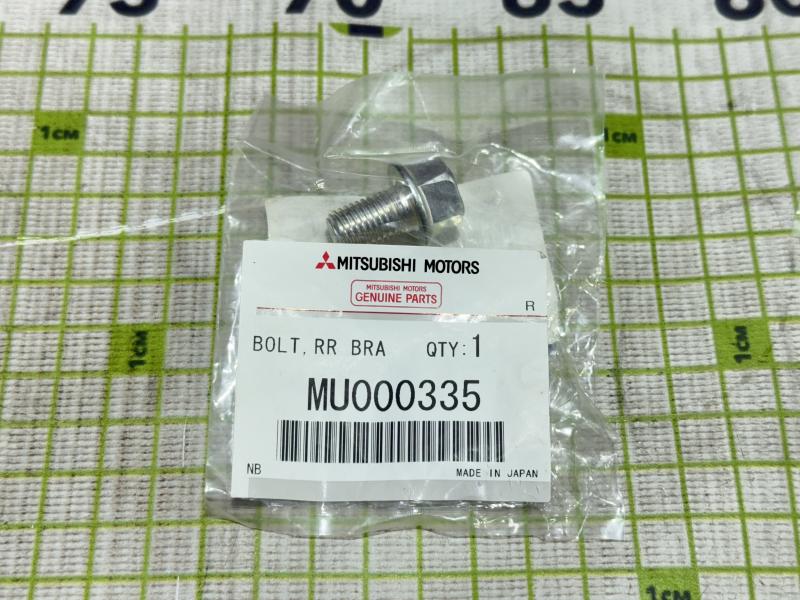 75 70 65 60
1см
1см
MITSUBISHI MOTORS
MITSUBISHI MOTORS
GENUINE PARTS
R
BOLT, RR BRA QTY:1
MU000335
NB
MADE IN JAPAN
1см
1см
1см